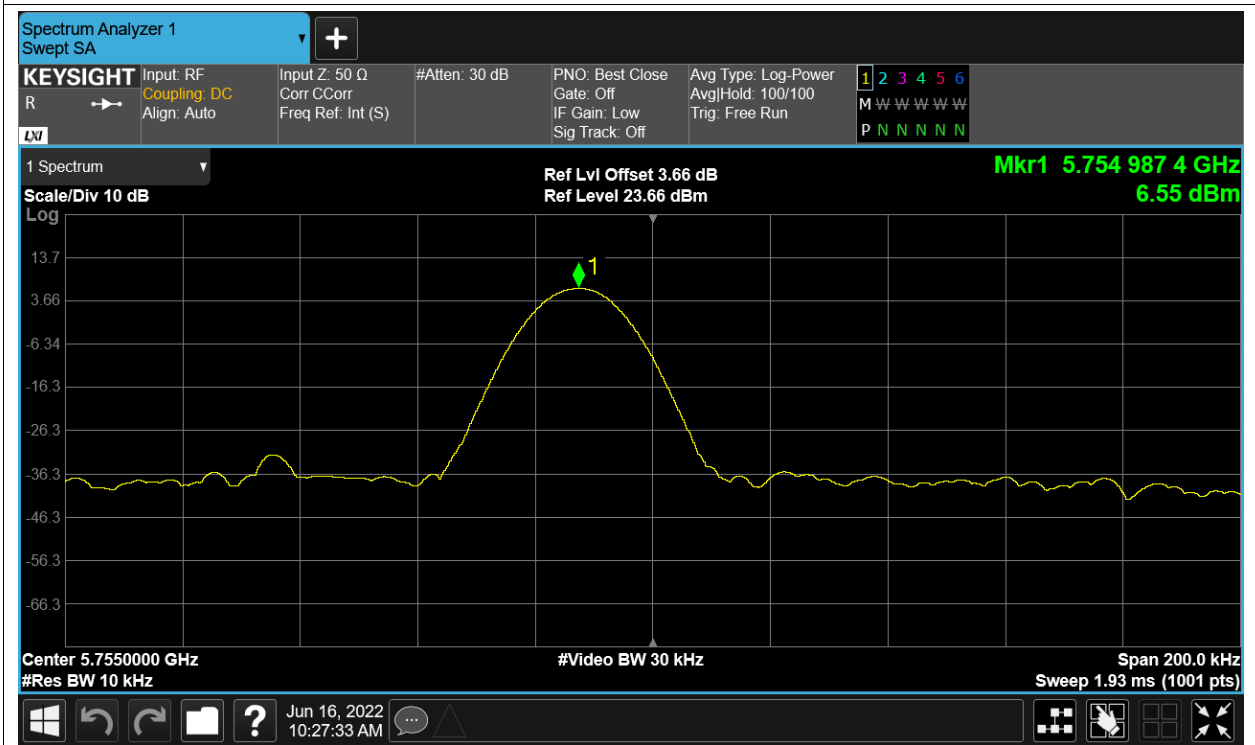 Spectrum Analyzer 1
Swept SA
KEYSIGHT
R
LXI
Input: RF
Coupling: DC
Align: Auto
Input Z: 50 Ω
Corr CCorr
Freq Ref: Int (S)
#Atten: 30 dB
PNO: Best Close
Gate: Off
IF Gain: Low
Sig Track: Off
Avg Type: Log-Power
Avg|Hold: 100/100
Trig: Free Run
1 2 3 4 5 6
M W W W W W
P N N N N N
1 Spectrum
Scale/Div 10 dB
Log
Ref Lvl Offset 3.66 dB
Ref Level 23.66 dBm
Mkr1 5.754 987 4 GHz
6.55 dBm
1
13.7
3.66
-6.34
-16.3
-26.3
-36.3
-46.3
-56.3
-66.3
Center 5.7550000 GHz
#Res BW 10 kHz
#Video BW 30 kHz
Span 200.0 kHz
Sweep 1.93 ms (1001 pts)
?
Jun 16, 2022
10:27:33 AM